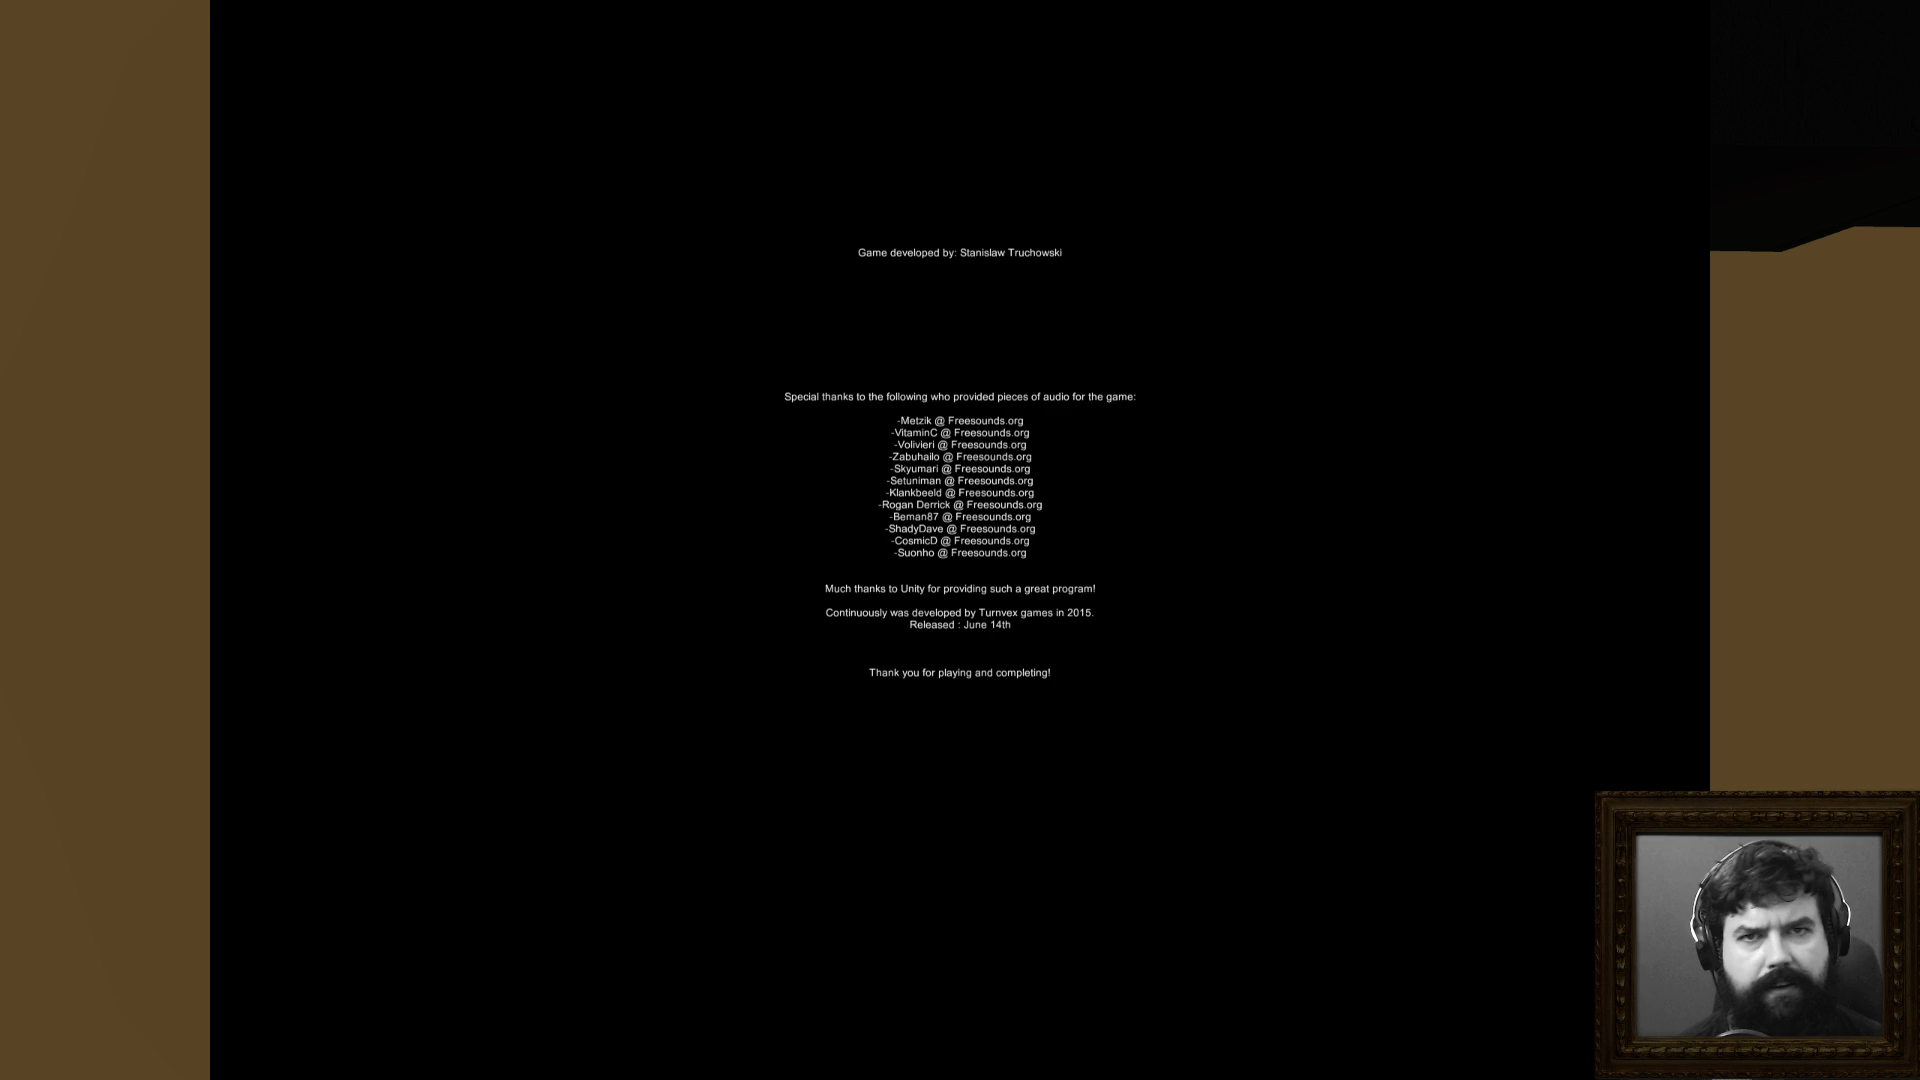 Game developed by: Stanislaw Truchowski
Special thanks to the following who provided pieces of audio for the game:
-Metzik @ Freesounds.org
-VitaminC @ Freesounds.org
-Volivieri @ Freesounds.org
-Zabuhailo @ Freesounds.org
-Skyumari @ Freesounds.org
-Setuniman @ Freesounds.org
-Klankbeeld @ Freesounds.org
-Rogan Derrick @ Freesounds.org
-Beman87 @ Freesounds.org
-ShadyDave @ Freesounds.org
-CosmicD @ Freesounds.org
-Suonho @ Freesounds.org
Much thanks to Unity for providing such a great program!
Continuously was developed by Turnvex games in 2015.
Released : June 14th
Thank you for playing and completing!